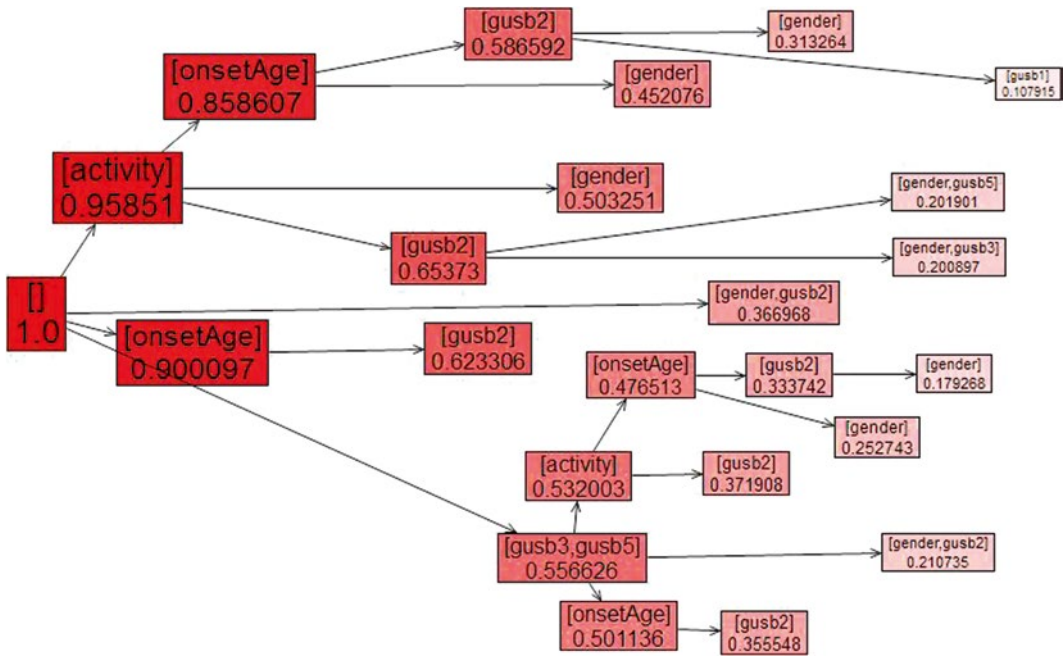 [gusb2]
0.586592
[gender]
0.313264
[onsetAge]
0.858607
[gender]
0.452076
[gusb1]
0.107915
[activity]
0.95851
[gender]
0.503251
[gender,gusb5]
0.201901
[gusb2]
0.65373
[gender,gusb3]
0.200897
[]
1.0
[gender,gusb2]
0.366968
[onsetAge]
0.900097
[gusb2]
0.623306
[onsetAge]
0.476513
[gusb2]
0.333742
[gender]
0.179268
[gender]
0.252743
[activity]
0.532003
[gusb2]
0.371908
[gusb3,gusb5]
0.556626
[gender,gusb2]
0.210735
[onsetAge]
0.501136
[gusb2]
0.355548